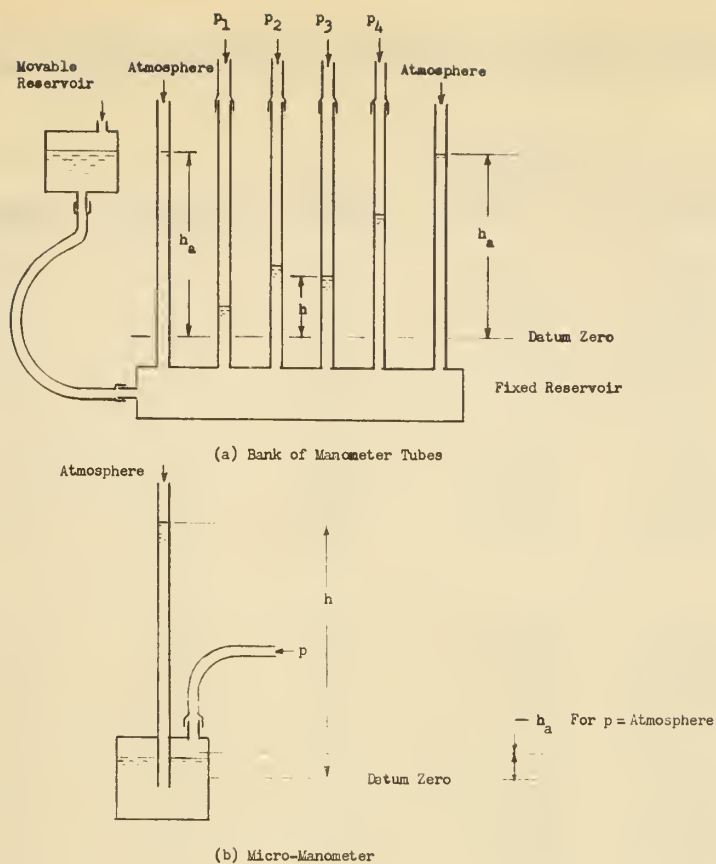 p1 p2 p3 p4
Movable
Reservoir
Atmosphere
Atmosphere
ha
h
ha
Datum Zero
Fixed Reservoir
(a) Bank of Manometer Tubes
Atmosphere
h
p
ha For p = Atmosphere
Datum Zero
(b) Micro-Manometer